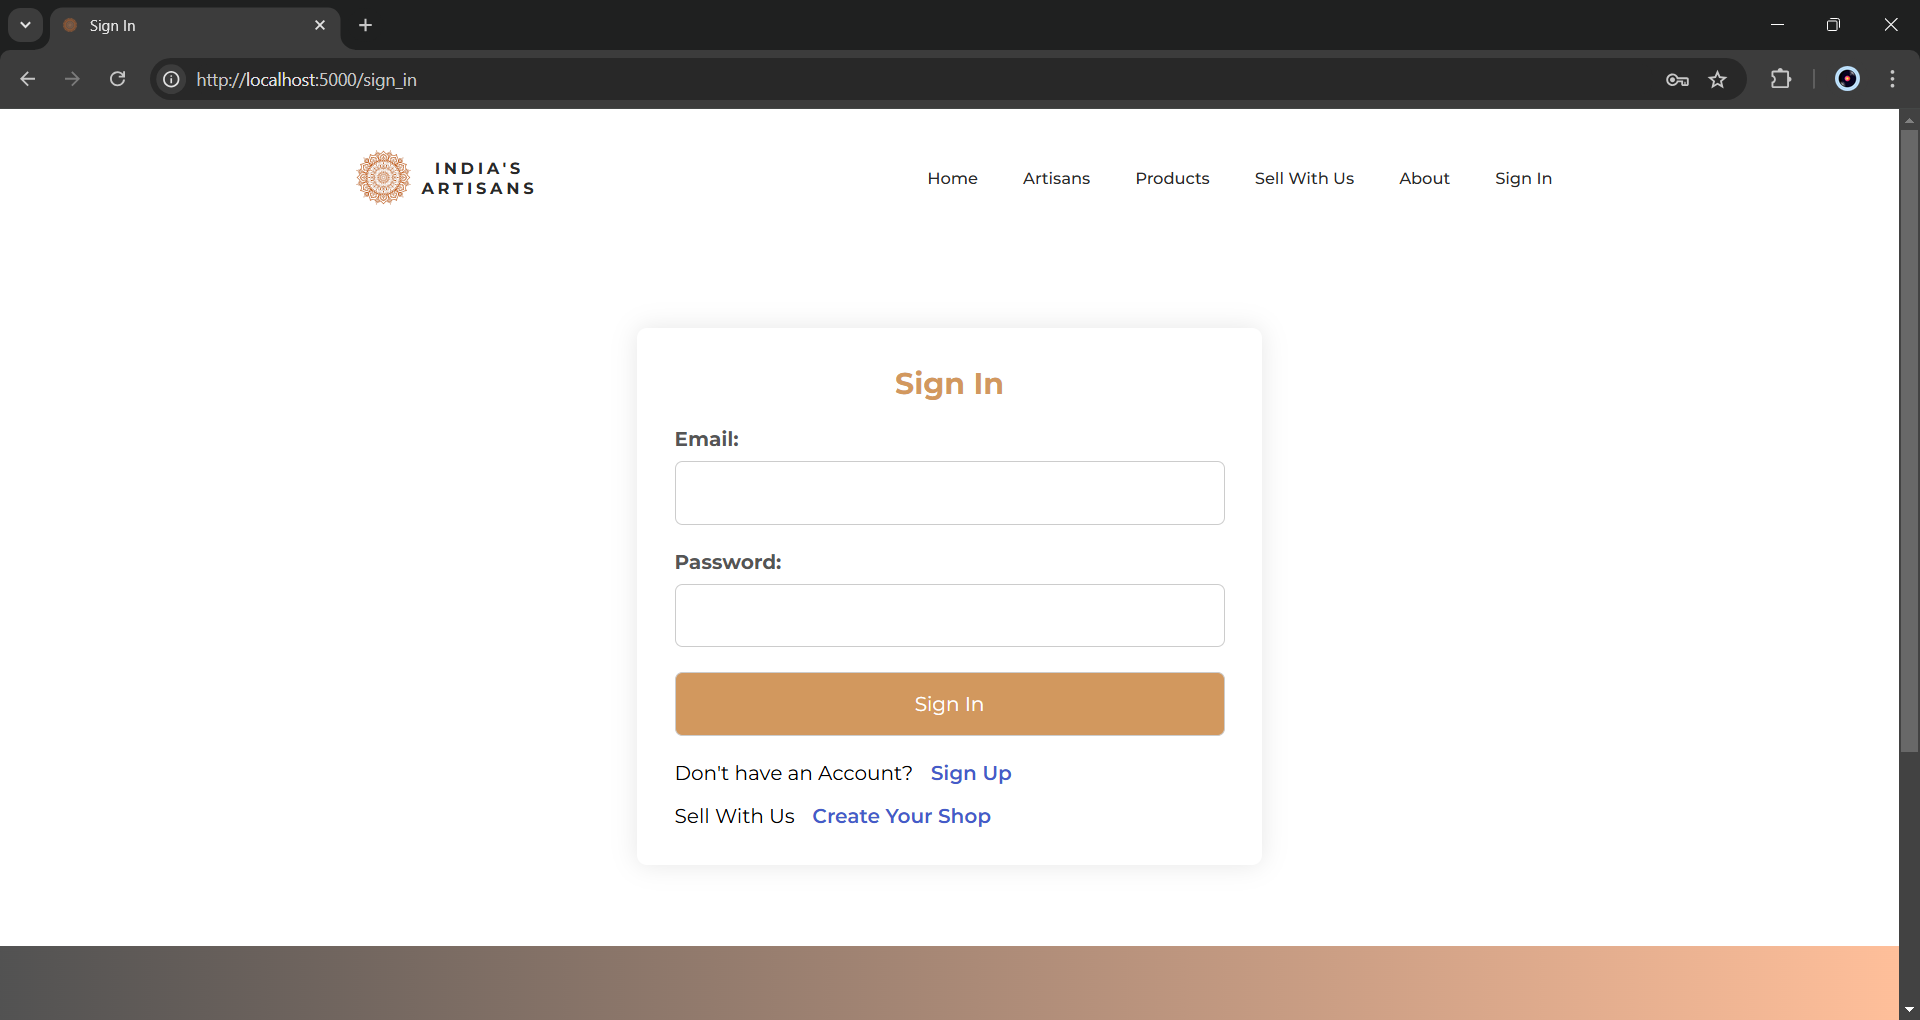 Sign In
http://localhost:5000/sign_in
INDIA'S
ARTISANS
Home Artisans Products Sell With Us About Sign In
Sign In
Email:
Password:
Sign In
Don't have an Account? Sign Up
Sell With Us Create Your Shop